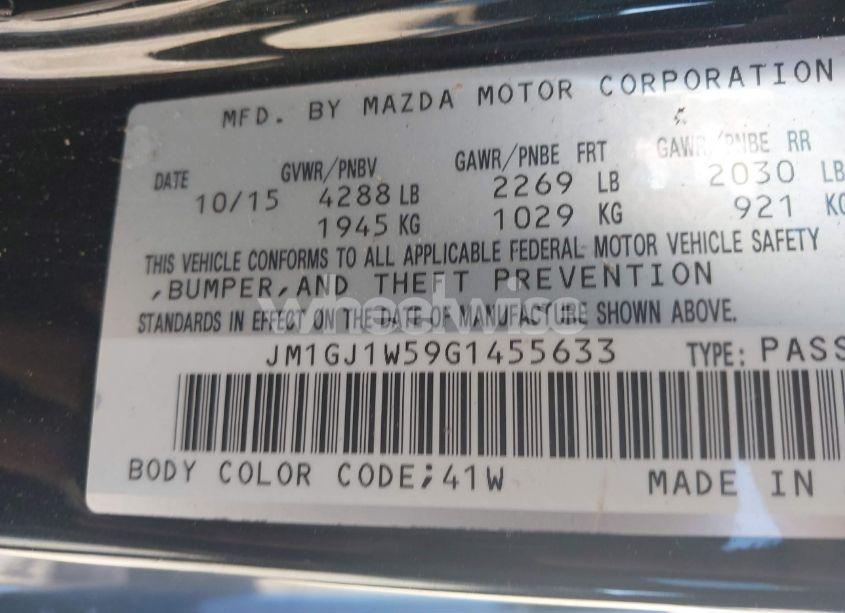 MFD. BY MAZDA MOTOR CORPORATION
DATE GVWR/PNBV GAWR/PNBE FRT GAWR/PNBE RR
10/15 4288 LB 2269 LB 2030 LB
1945 KG 1029 KG 921 KG
THIS VEHICLE CONFORMS TO ALL APPLICABLE FEDERAL MOTOR VEHICLE SAFETY
,BUMPER,AND THEFT PREVENTION
wheelwise
STANDARDS IN EFFECT ON THE DATE OF MANUFACTURE SHOWN ABOVE.
JM1GJ1W59G1455633 TYPE: PASS
BODY COLOR CODE;41W MADE IN